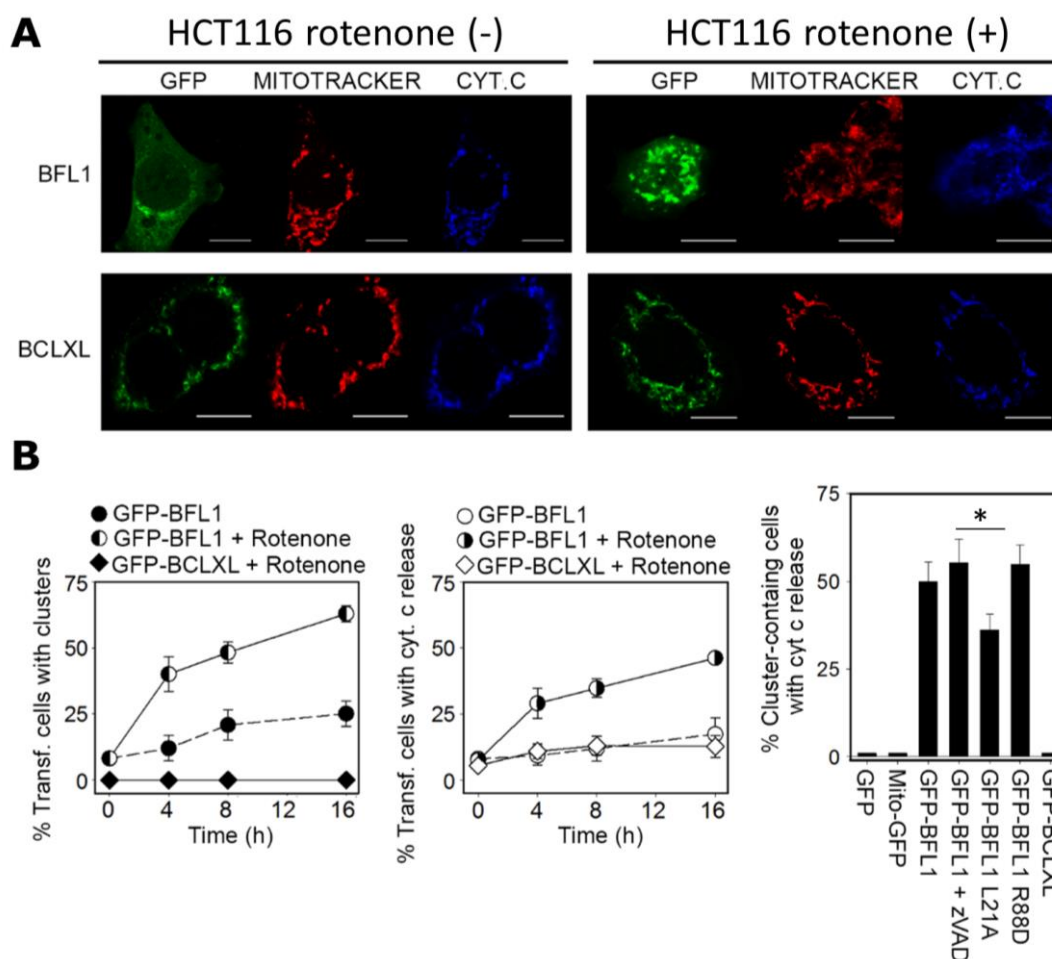 A
HCT116 rotenone (-)
HCT116 rotenone (+)
GFP MITOTRACKER CYT.C
GFP MITOTRACKER CYT.C
BFL1
BCLXL
B
GFP-BFL1
GFP-BFL1 + Rotenone
GFP-BCLXL + Rotenone
% Transf. cells with clusters
75
50
25
0
0 4 8 12 16
Time (h)
GFP-BFL1
GFP-BFL1 + Rotenone
GFP-BCLXL + Rotenone
% Transf. cells with cyt. c release
75
50
25
0
0 4 8 12 16
Time (h)
% Cluster-containg cells
with cyt c release
75
50
25
0
*
GFP
Mito-GFP
GFP-BFL1
GFP-BFL1 + zVAD
GFP-BFL1 L21A
GFP-BFL1 R88D
GFP-BCLXL